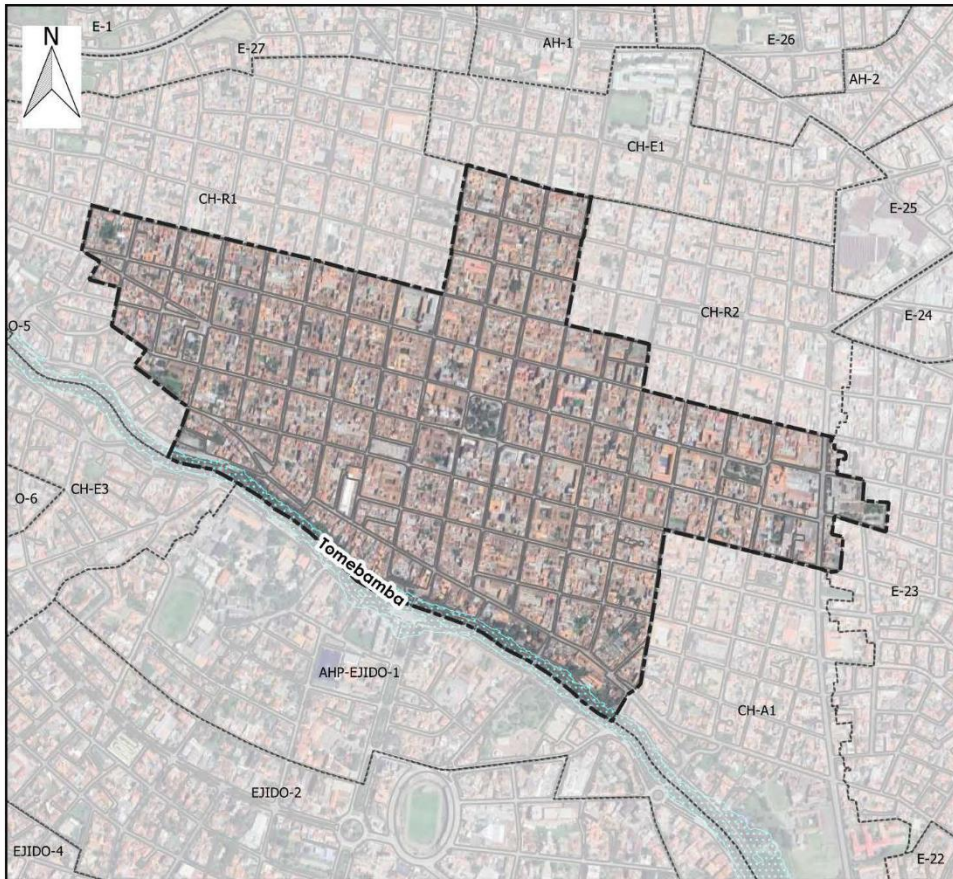 E-1
AH-1
E-26
N
E-27
AH-2
CH-E1
CH-R1
E-25
CH-R2
E-24
O-5
CH-E3
O-6
Tomebamba
E-23
AHP-EJIDO-1
CH-A1
EJIDO-2
EJIDO-4
E-22